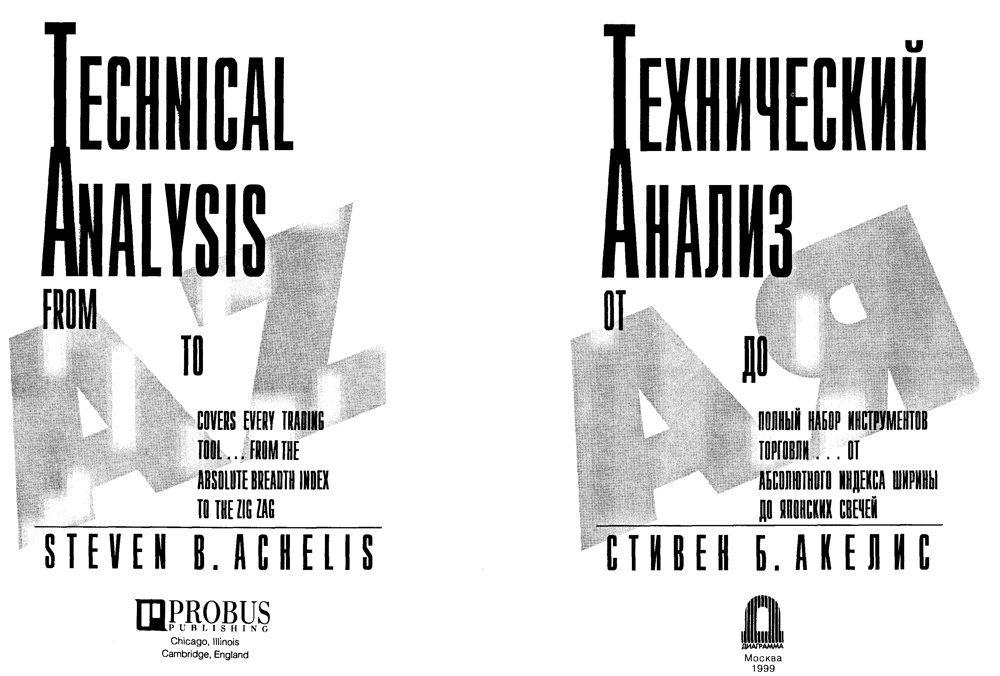 TECHNICAL
ANALYSIS
FROM
TO
COVERS EVERY TRADING
TOOL . . . FROM THE
ABSOLUTE BREADTH INDEX
TO THE ZIG ZAG
STEVEN B. ACHELIS
PROBUS
PUBLISHING
Chicago, Illinois
Cambridge, England
ТЕХНИЧЕСКИЙ
АНАЛИЗ
ОТ
ДО
ПОЛНЫЙ НАБОР ИНСТРУМЕНТОВ
ТОРГОВЛИ . . . ОТ
АБСОЛЮТНОГО ИНДЕКСА ШИРИНЫ
ДО ЯПОНСКИХ СВЕЧЕЙ
СТИВЕН Б. АКЕЛИС
ДИАГРАММА
Москва
1999
A
Z
А
Я